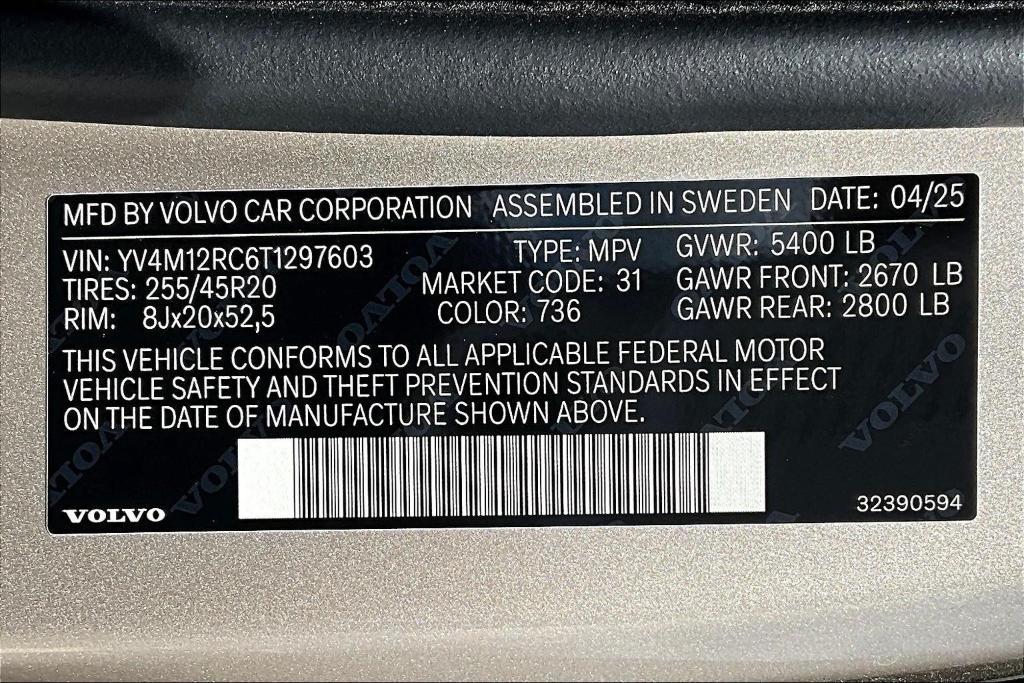 MFD BY VOLVO CAR CORPORATION ASSEMBLED IN SWEDEN DATE: 04/25
VIN: YV4M12RC6T1297603 TYPE: MPV GVWR: 5400 LB
TIRES: 255/45R20 MARKET CODE: 31 GAWR FRONT: 2670 LB
RIM: 8Jx20x52,5 COLOR: 736 GAWR REAR: 2800 LB
THIS VEHICLE CONFORMS TO ALL APPLICABLE FEDERAL MOTOR
VEHICLE SAFETY AND THEFT PREVENTION STANDARDS IN EFFECT
ON THE DATE OF MANUFACTURE SHOWN ABOVE.
VOLVO 32390594